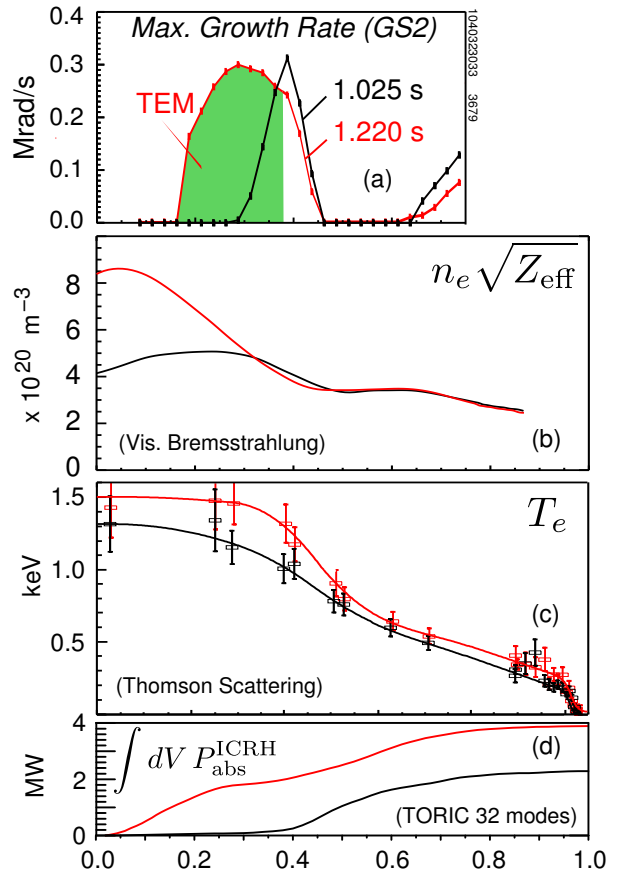 Max. Growth Rate (GS2)
1040323033 3679
0.4
0.3
0.2
0.1
0.0
Mrad/s
TEM
1.025 s
1.220 s
(a)
n_e √Z_eff
8
6
4
2
0
x 10^20 m^−3
(Vis. Bremsstrahlung)
(b)
T_e
1.5
1.0
0.5
keV
(c)
(Thomson Scattering)
4
2
0
MW
∫ dV P_abs^ICRH
(d)
(TORIC 32 modes)
0.0 0.2 0.4 0.6 0.8 1.0